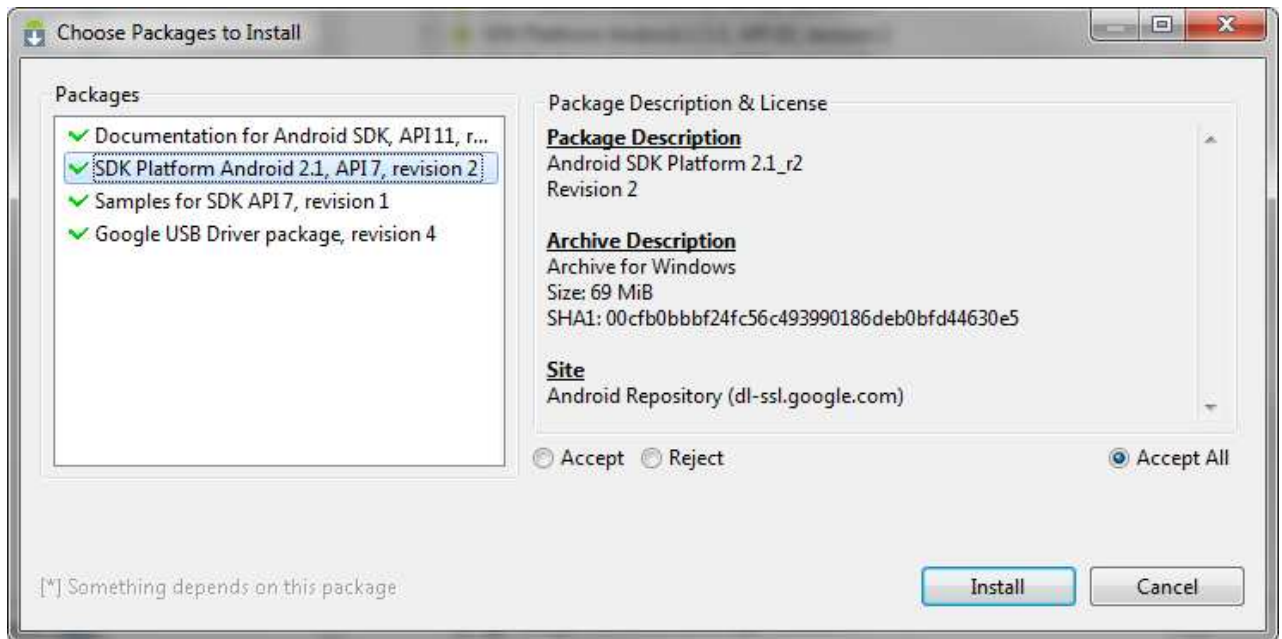 Choose Packages to Install
Packages
Documentation for Android SDK, API 11, r...
SDK Platform Android 2.1, API 7, revision 2
Samples for SDK API 7, revision 1
Google USB Driver package, revision 4
Package Description & License
Package Description
Android SDK Platform 2.1_r2
Revision 2
Archive Description
Archive for Windows
Size: 69 MiB
SHA1: 00cfb0bbbf24fc56c493990186deb0bfd44630e5
Site
Android Repository (dl-ssl.google.com)
Accept Reject Accept All
[*] Something depends on this package
Install Cancel